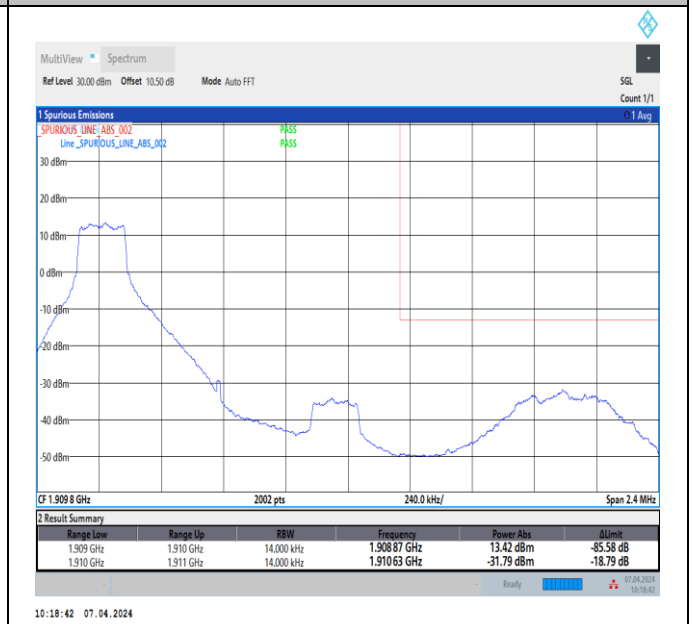 MultiView Spectrum
Ref Level 30.00 dBm Offset 10.50 dB Mode Auto FFT SGL
Count 1/1
1 Spurious Emissions 1 Avg
_SPURIOUS_LINE_ABS_002 PASS
Line _SPURIOUS_LINE_ABS_002 PASS
30 dBm
20 dBm
10 dBm
0 dBm
-10 dBm
-20 dBm
-30 dBm
-40 dBm
-50 dBm
CF 1.9098 GHz 2002 pts 240.0 kHz/ Span 2.4 MHz
2 Result Summary
Range Low Range Up RBW Frequency Power Abs ΔLimit
1.909 GHz 1.910 GHz 14.000 kHz 1.90887 GHz 13.42 dBm -85.58 dB
1.910 GHz 1.911 GHz 14.000 kHz 1.91063 GHz -31.79 dBm -18.79 dB
Ready 07.04.2024
10:18:42
10:18:42 07.04.2024